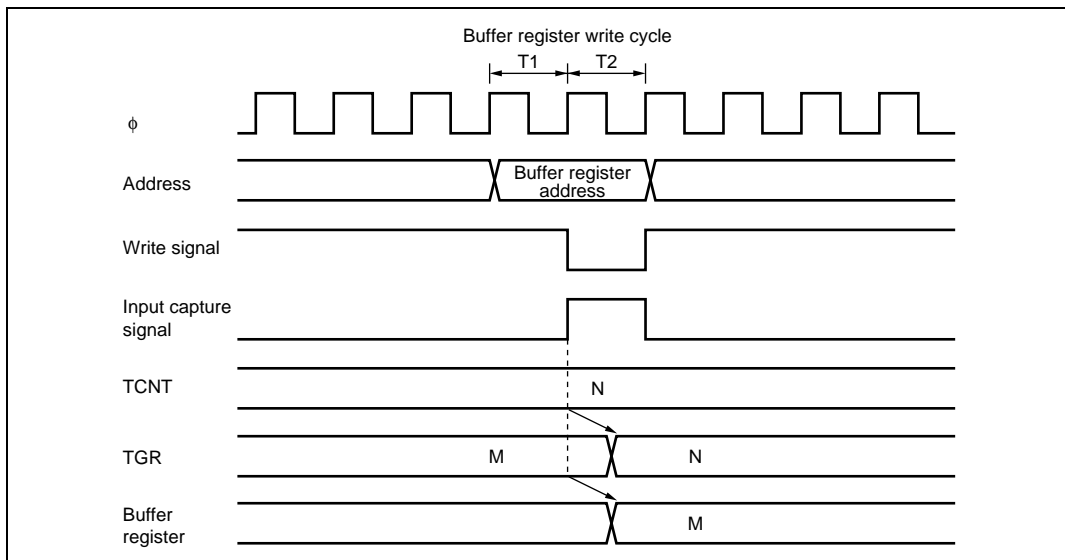 Buffer register write cycle
T1 T2
ϕ
Address
Buffer register
address
Write signal
Input capture
signal
TCNT
N
TGR
M N
Buffer
register
M